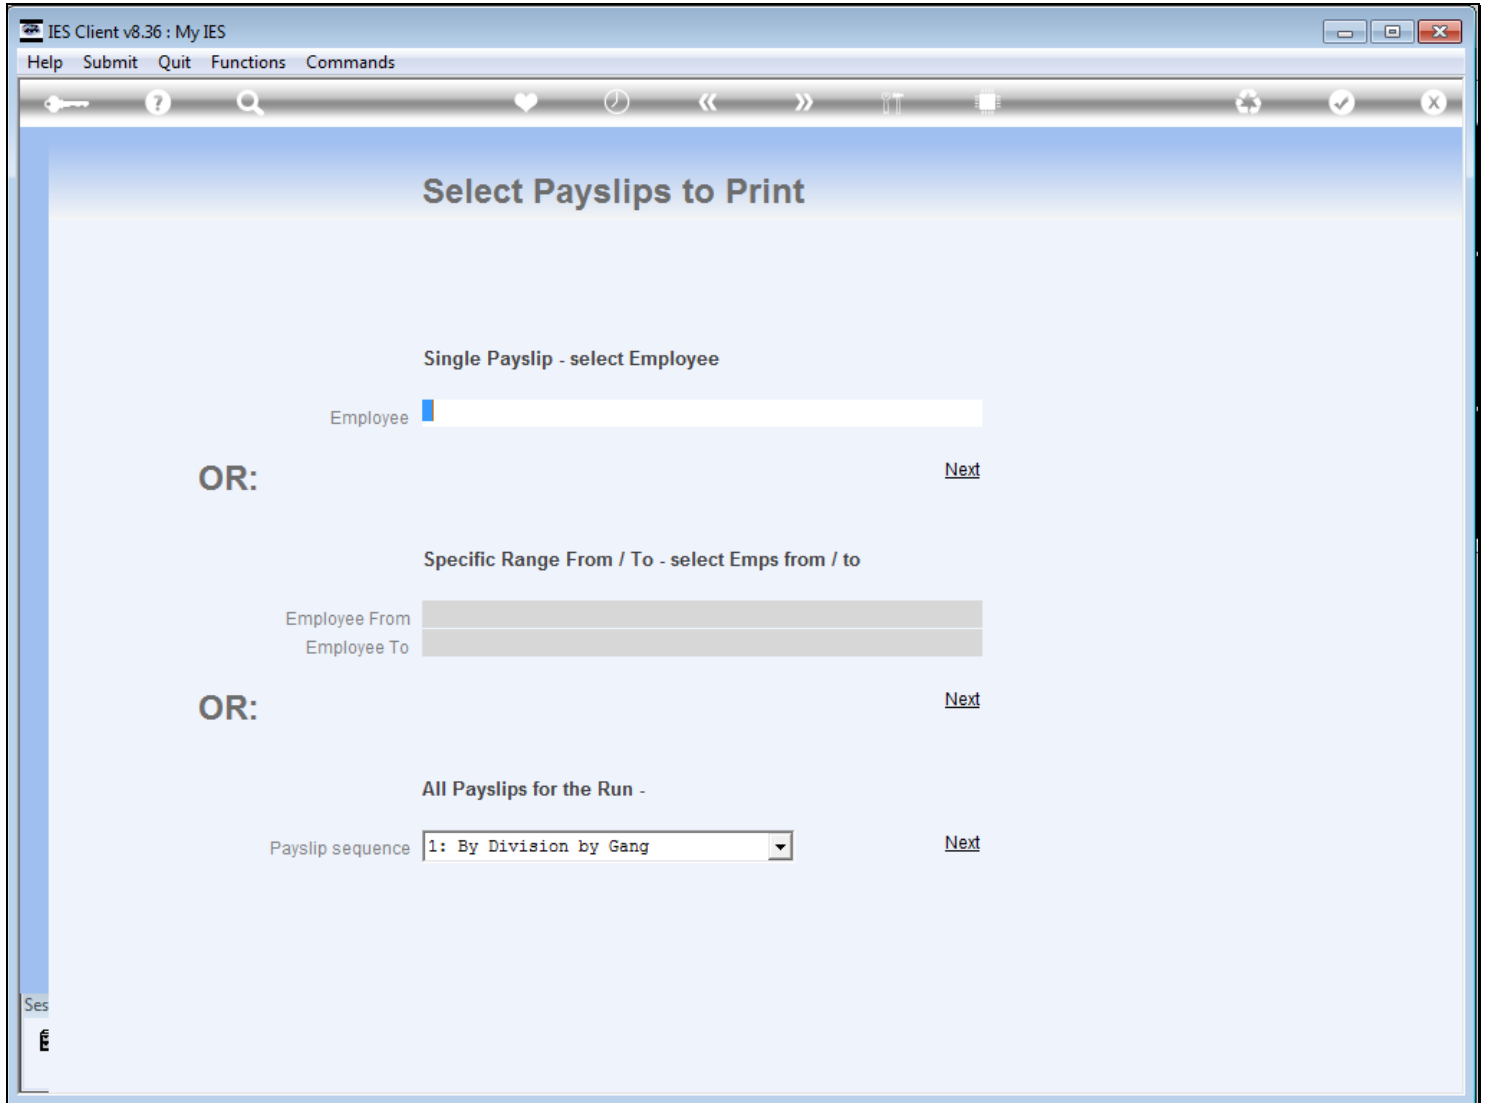 IES Client v8.36 : My IES
Help Submit Quit Functions Commands
Select Payslips to Print
Single Payslip - select Employee
Employee
OR:
Next
Specific Range From / To - select Emps from / to
Employee From
Employee To
OR:
Next
All Payslips for the Run -
Payslip sequence 1: By Division by Gang Next
Ses